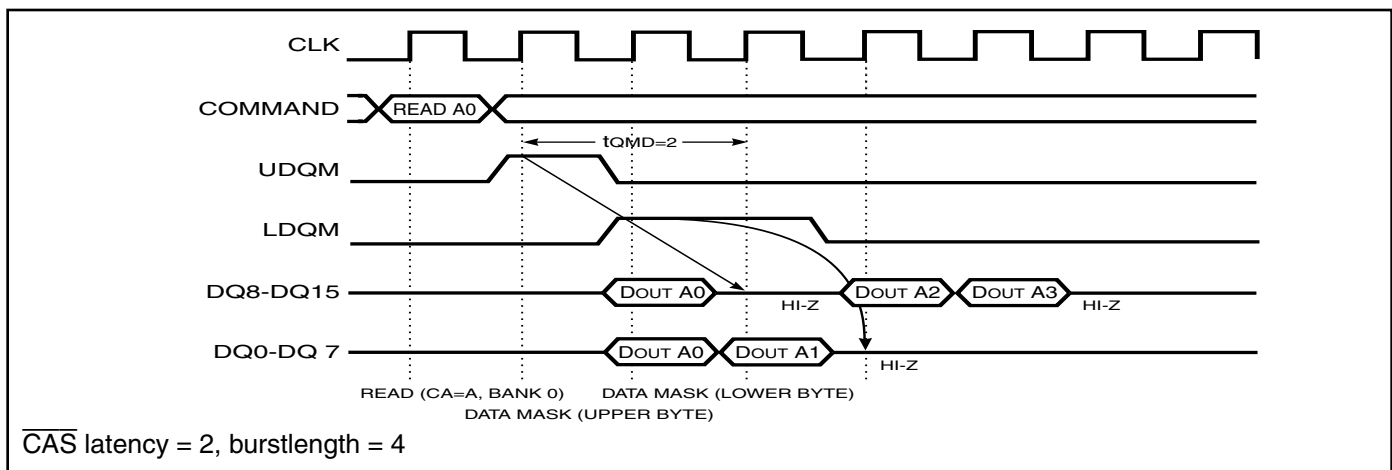 CLK
COMMAND READ A0
tQMD=2
UDQM
LDQM
DQ8-DQ15 DOUT A0 HI-Z DOUT A2 DOUT A3 HI-Z
DQ0-DQ 7 DOUT A0 DOUT A1 HI-Z
READ (CA=A, BANK 0) DATA MASK (LOWER BYTE)
DATA MASK (UPPER BYTE)
CAS latency = 2, burstlength = 4